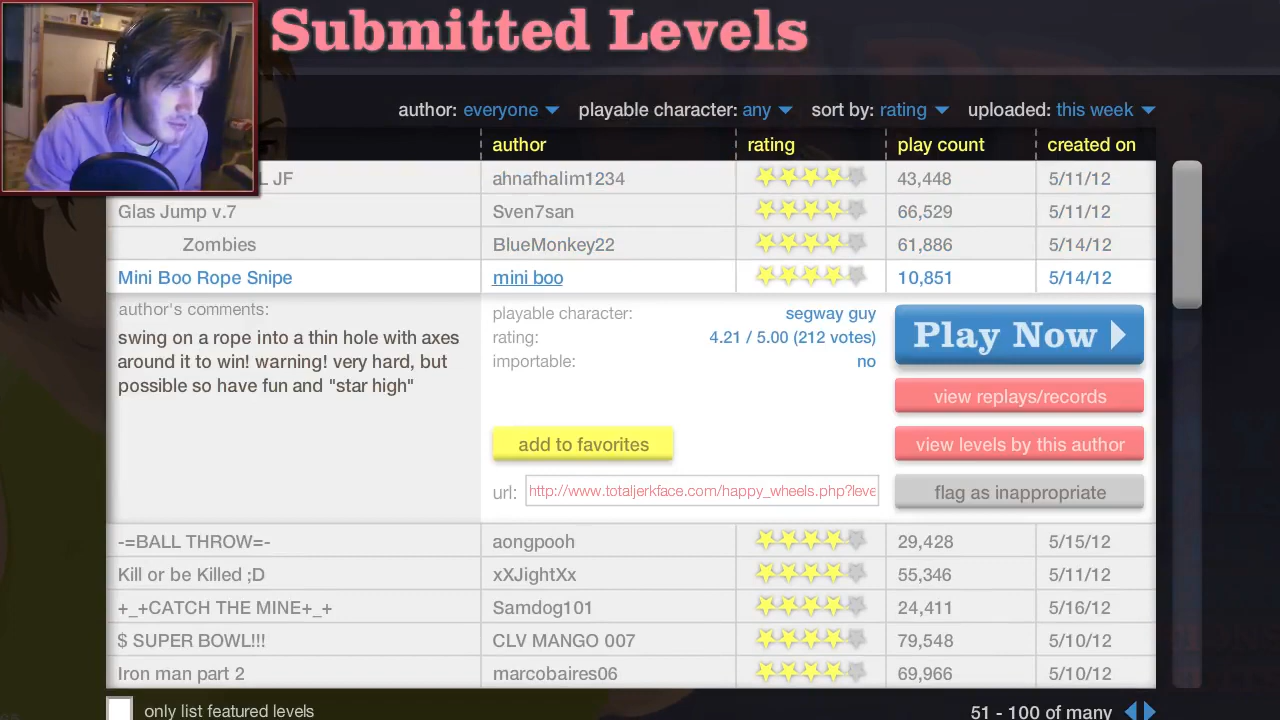 Submitted Levels
author: everyone playable character: any sort by: rating uploaded: this week
author rating play count created on
L JF ahnafhalim1234 43,448 5/11/12
Glas Jump v.7 Sven7san 66,529 5/11/12
Zombies BlueMonkey22 61,886 5/14/12
Mini Boo Rope Snipe mini boo 10,851 5/14/12
author's comments:
swing on a rope into a thin hole with axes
around it to win! warning! very hard, but
possible so have fun and "star high"
playable character: segway guy
rating: 4.21 / 5.00 (212 votes)
importable: no
add to favorites
url: http://www.totaljerkface.com/happy_wheels.php?leve
Play Now
view replays/records
view levels by this author
flag as inappropriate
-=BALL THROW=- aongpooh 29,428 5/15/12
Kill or be Killed ;D xXJightXx 55,346 5/11/12
+_+CATCH THE MINE+_+ Samdog101 24,411 5/16/12
$ SUPER BOWL!!! CLV MANGO 007 79,548 5/10/12
Iron man part 2 marcobaires06 69,966 5/10/12
only list featured levels 51 - 100 of many